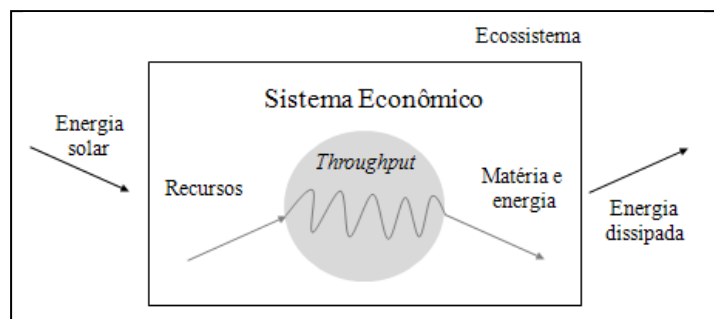 Ecossistema
Sistema Econômico
Energia
solar
Throughput
Recursos
Matéria e
energia
Energia
dissipada